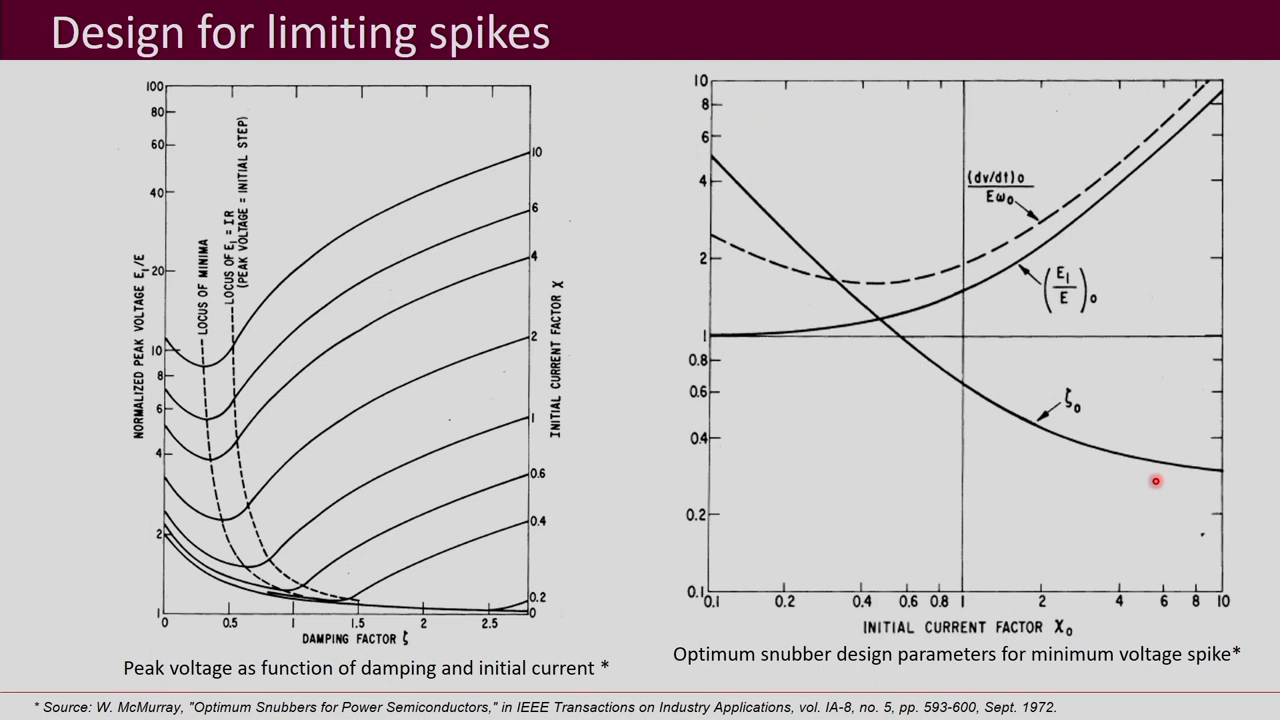 Design for limiting spikes
100
80
60
40
20
10
8
6
4
2
1
NORMALIZED PEAK VOLTAGE E₁/E
LOCUS OF MINIMA
LOCUS OF E₁ = IR
(PEAK VOLTAGE = INITIAL STEP)
10
6
4
2
1
0.6
0.4
0.2
0
INITIAL CURRENT FACTOR χ
0 0.5 1 1.5 2 2.5
DAMPING FACTOR ζ
Peak voltage as function of damping and initial current *
10
8
6
4
2
1
0.8
0.6
0.4
0.2
0.1
(dv/dt)₀
Eω₀
(E₁/E)₀
ζ₀
0.1 0.2 0.4 0.6 0.8 1 2 4 6 8 10
INITIAL CURRENT FACTOR χ₀
Optimum snubber design parameters for minimum voltage spike*
* Source: W. McMurray, "Optimum Snubbers for Power Semiconductors," in IEEE Transactions on Industry Applications, vol. IA-8, no. 5, pp. 593-600, Sept. 1972.